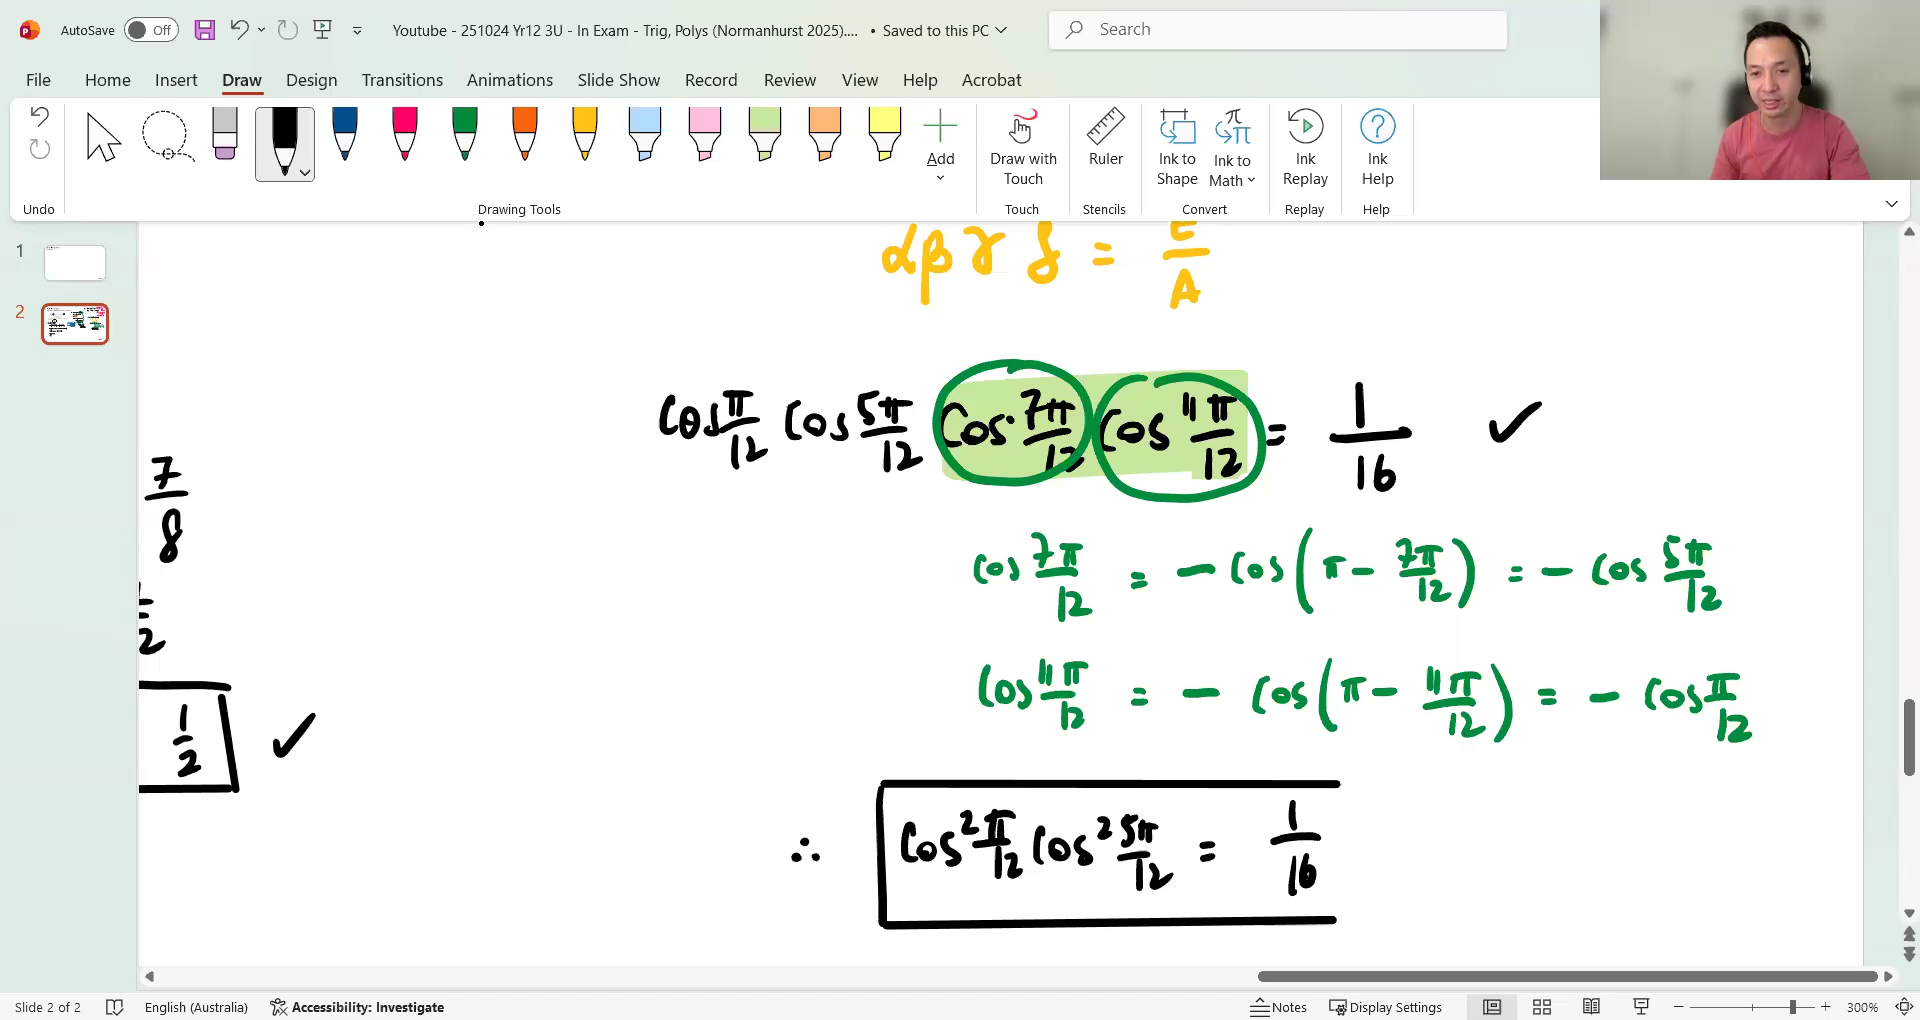 AutoSave Off Youtube - 251024 Yr12 3U - In Exam - Trig, Polys (Normanhurst 2025).... • Saved to this PC Search
File Home Insert Draw Design Transitions Animations Slide Show Record Review View Help Acrobat
Add Draw with Touch Ruler Ink to Shape Ink to Math Ink Replay Ink Help
Undo Drawing Tools Touch Stencils Convert Replay Help
1
2
αβγδ = E/A
cos π/12 cos 5π/12 cos 7π/12 cos 11π/12 = 1/16 ✓
7/8
cos 7π/12 = - cos(π - 7π/12) = - cos 5π/12
cos 11π/12 = - cos(π - 11π/12) = - cos π/12
1/2 ✓
∴ cos² π/12 cos² 5π/12 = 1/16
Slide 2 of 2 English (Australia) Accessibility: Investigate Notes Display Settings 300%